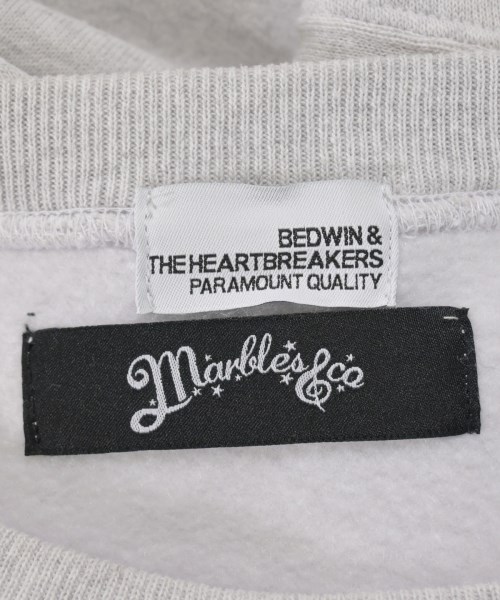 BEDWIN &
THE HEARTBREAKERS
PARAMOUNT QUALITY
Marbles&co